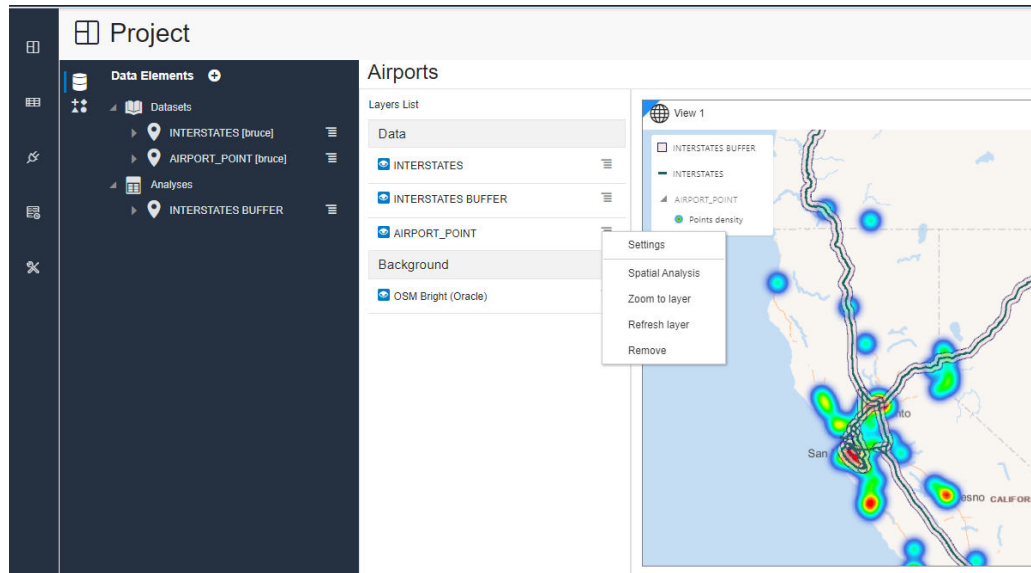 Project
Data Elements
Datasets
INTERSTATES [bruce]
AIRPORT_POINT [bruce]
Analyses
INTERSTATES BUFFER
Airports
Layers List
Data
INTERSTATES
INTERSTATES BUFFER
AIRPORT_POINT
Background
OSM Bright (Oracle)
Settings
Spatial Analysis
Zoom to layer
Refresh layer
Remove
View 1
INTERSTATES BUFFER
INTERSTATES
AIRPORT_POINT
Points density
San